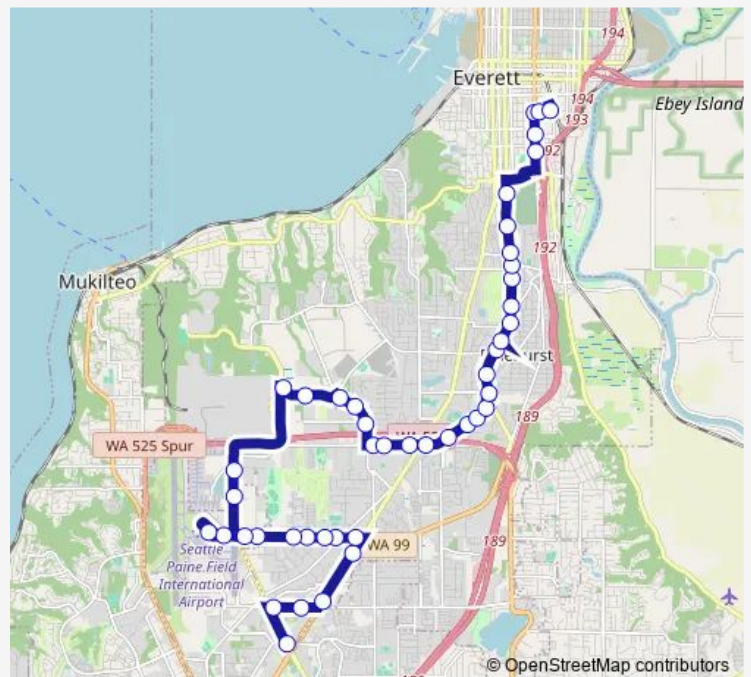 194
Everett
194
193
Ebey Island
92
192
Mukilteo
189
WA 525 Spur
WA 99
189
Seattle
Paine Field
International
Airport
© OpenStreetMap contributors